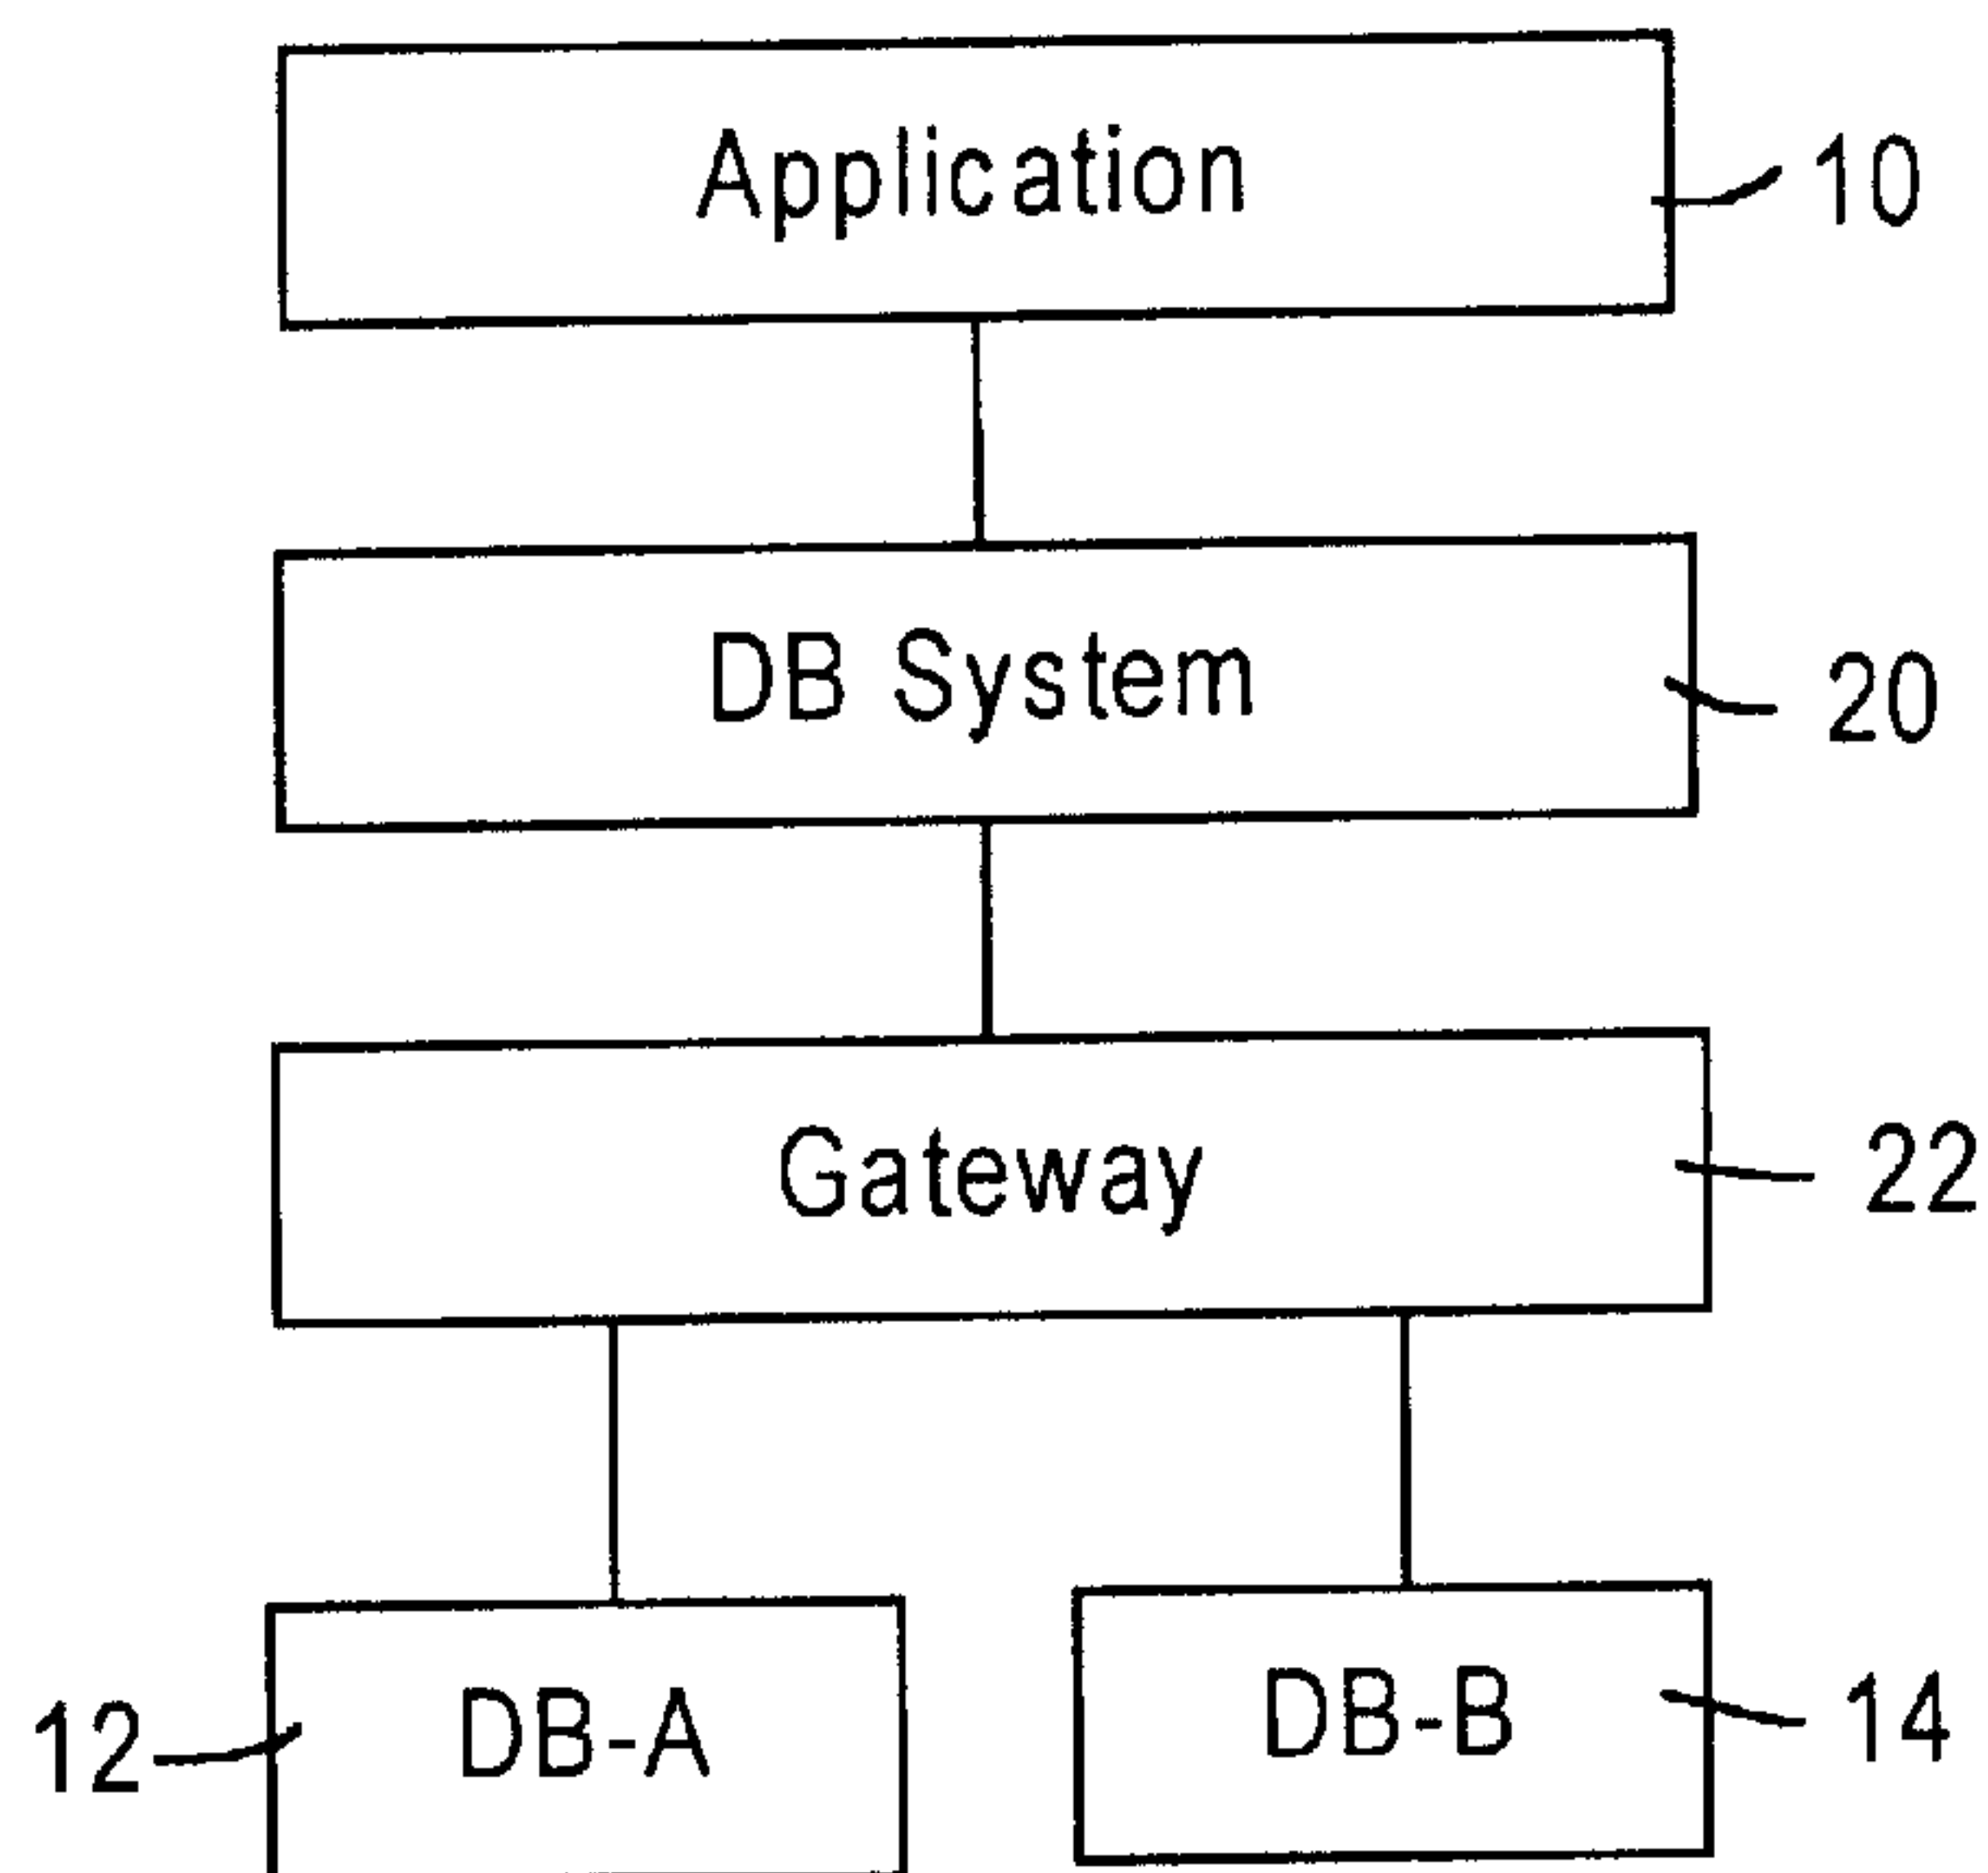 Application
10
DB System
20
Gateway
22
12
DB-A
DB-B
14